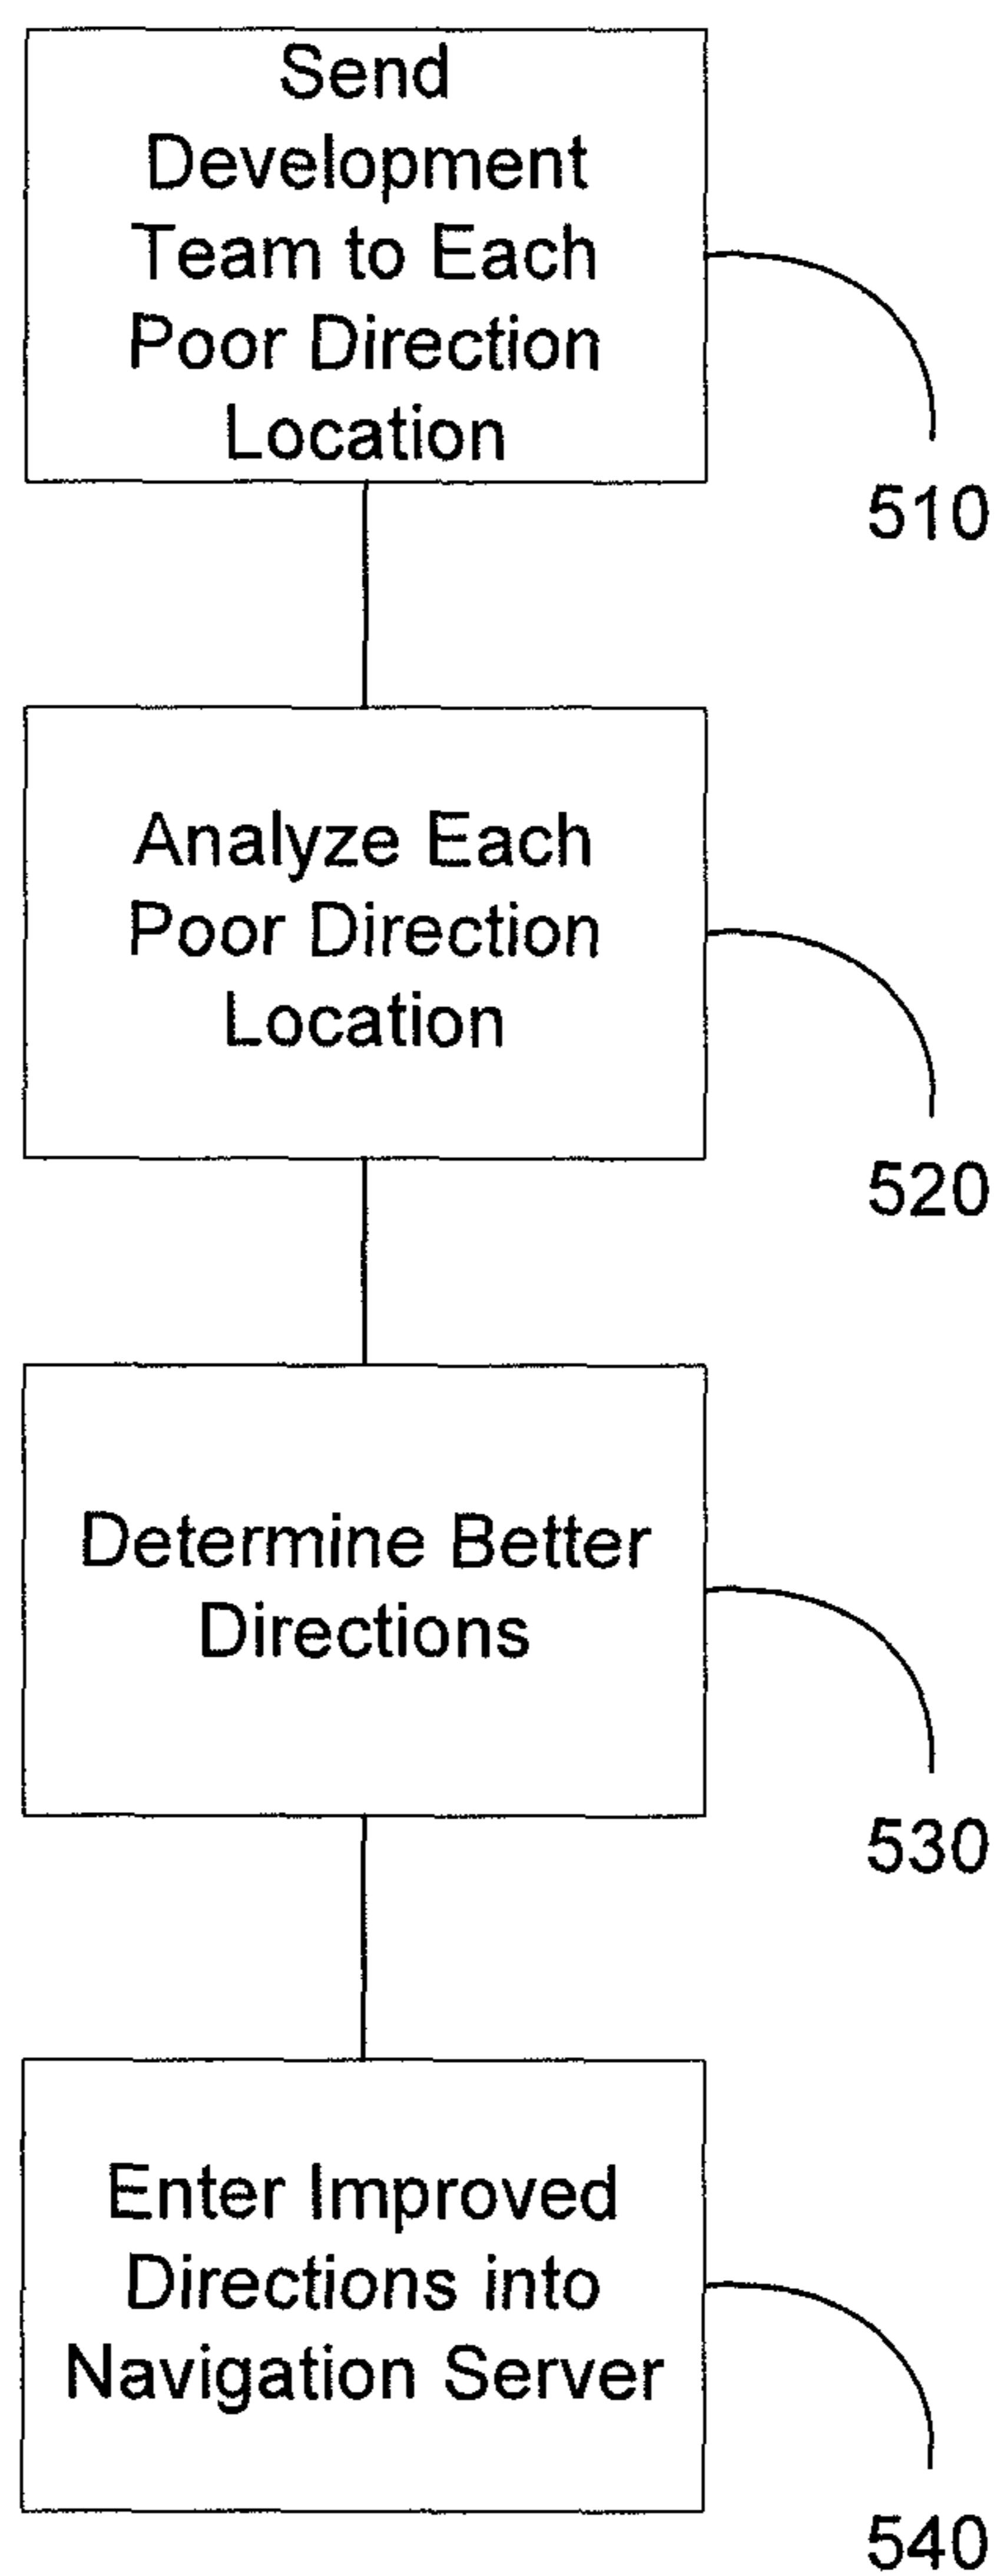 Send
Development
Team to Each
Poor Direction
Location
510
Analyze Each
Poor Direction
Location
520
Determine Better
Directions
530
Enter Improved
Directions into
Navigation Server
540